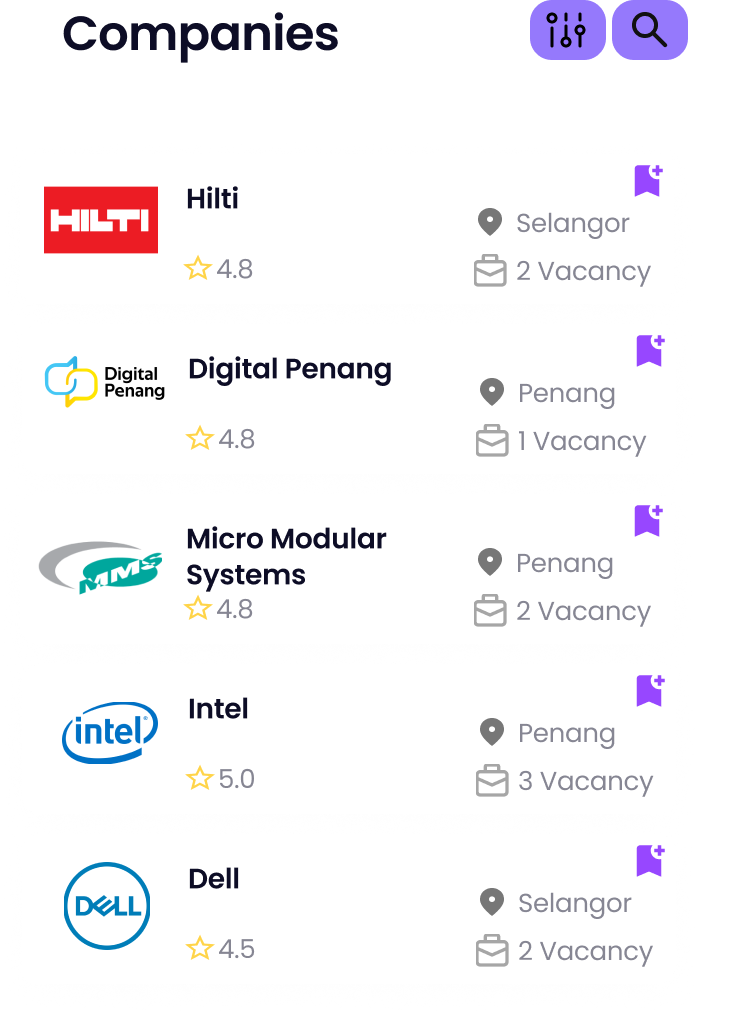 Companies
HILTI
Hilti
Selangor
4.8
2 Vacancy
Digital
Penang
Digital Penang
Penang
4.8
1 Vacancy
MMS
Micro Modular
Systems
Penang
4.8
2 Vacancy
intel®
Intel
Penang
5.0
3 Vacancy
DELL
Dell
Selangor
4.5
2 Vacancy